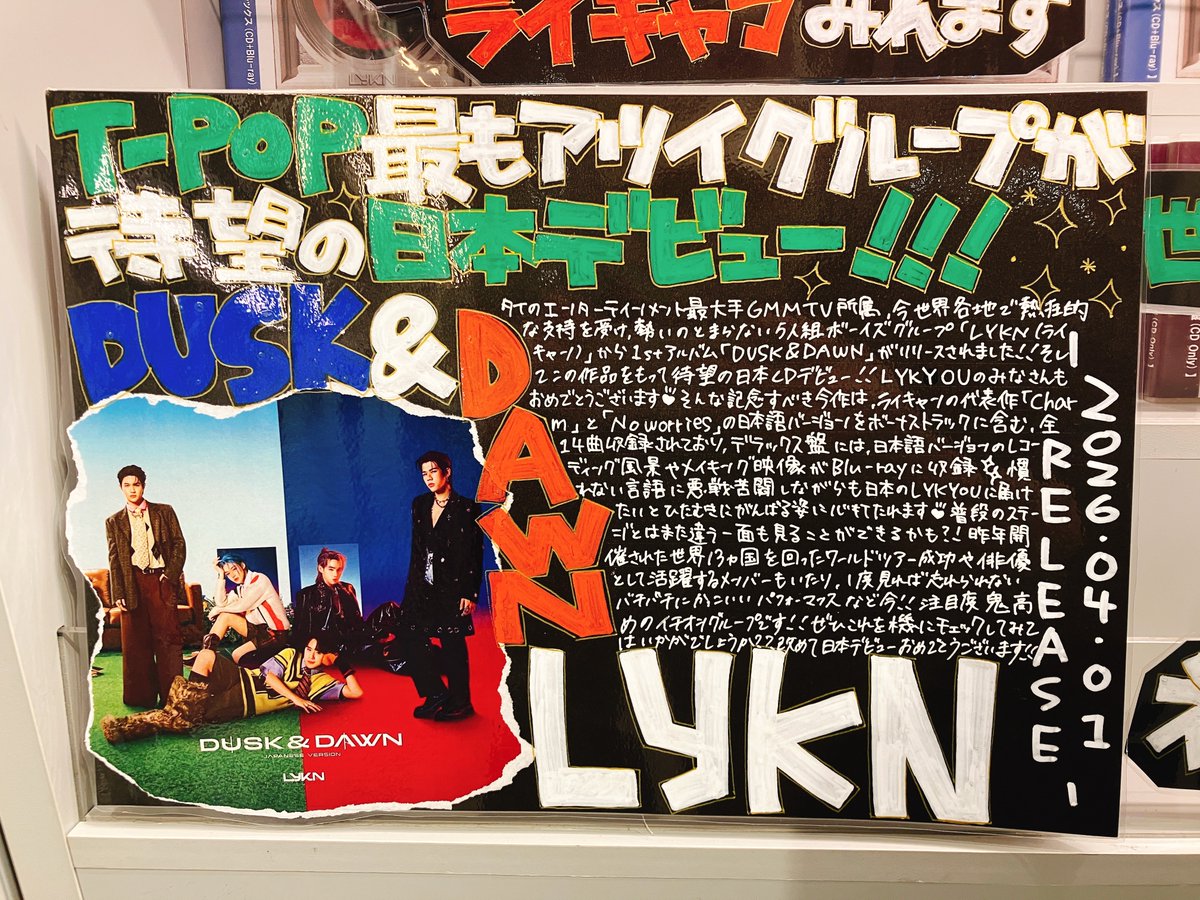 ライキャンみれます
T-POP最もアツイグループが
待望の日本デビュー!!!
DUSK&
DAWN
タイのエンターテイーンメント最大手GMMTV所属、今世界各地で熱狂的
な支持を受け、勢いのとまらない5人組ボーイズグループ「LYKN(ライ
キャン)」から1stアルバム「DUSK&DAWN」がリリースされました!!そし
てこの作品をもって待望の日本CDデビュー!!LYKYOUのみなさんも
おめでとうございます♥そんな記念すべき今作は、ライキャンの代表作「Char
m」と「No worries」の日本語バージョンをボーナストラックに含む、全
14曲収録されており、デラックス盤には、日本語バージョンのレコー
ディング風景やメイキング映像がBlu-rayに収録
慣れない言語に悪戦苦闘しながらも日本のLYKYOUに届け
たいとひたむきにがんばる姿に心うてたれます♥普段のステー
ジとはまた違う一面も見ることができるかも?!昨年開
催された世界13ヵ国を回ったワールドツアー成功や俳優
として活躍するメンバーもいたり、1度見れば忘れられない
バチバチにかっこいいパフォーマンスなど今!!注目度鬼高
めのイチオシグループです!!ぜひこれを機にチェックしてみて
はいかがでしょうか??改めて日本デビューおめでとうございます!!
LYKN
- 2026.04.01
RELEASE -
DUSK & DAWN
JAPANESE VERSION
LYKN
LYKN
(CD+Blu-ray)】
(CD+Blu-ray)】
世
(CD Only)】